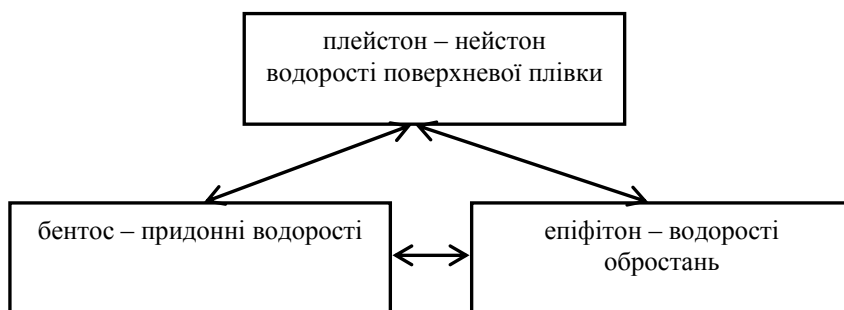 плейстон – нейстон
водорості поверхневої плівки
бентос – придонні водорості
епіфітон – водорості
обростань